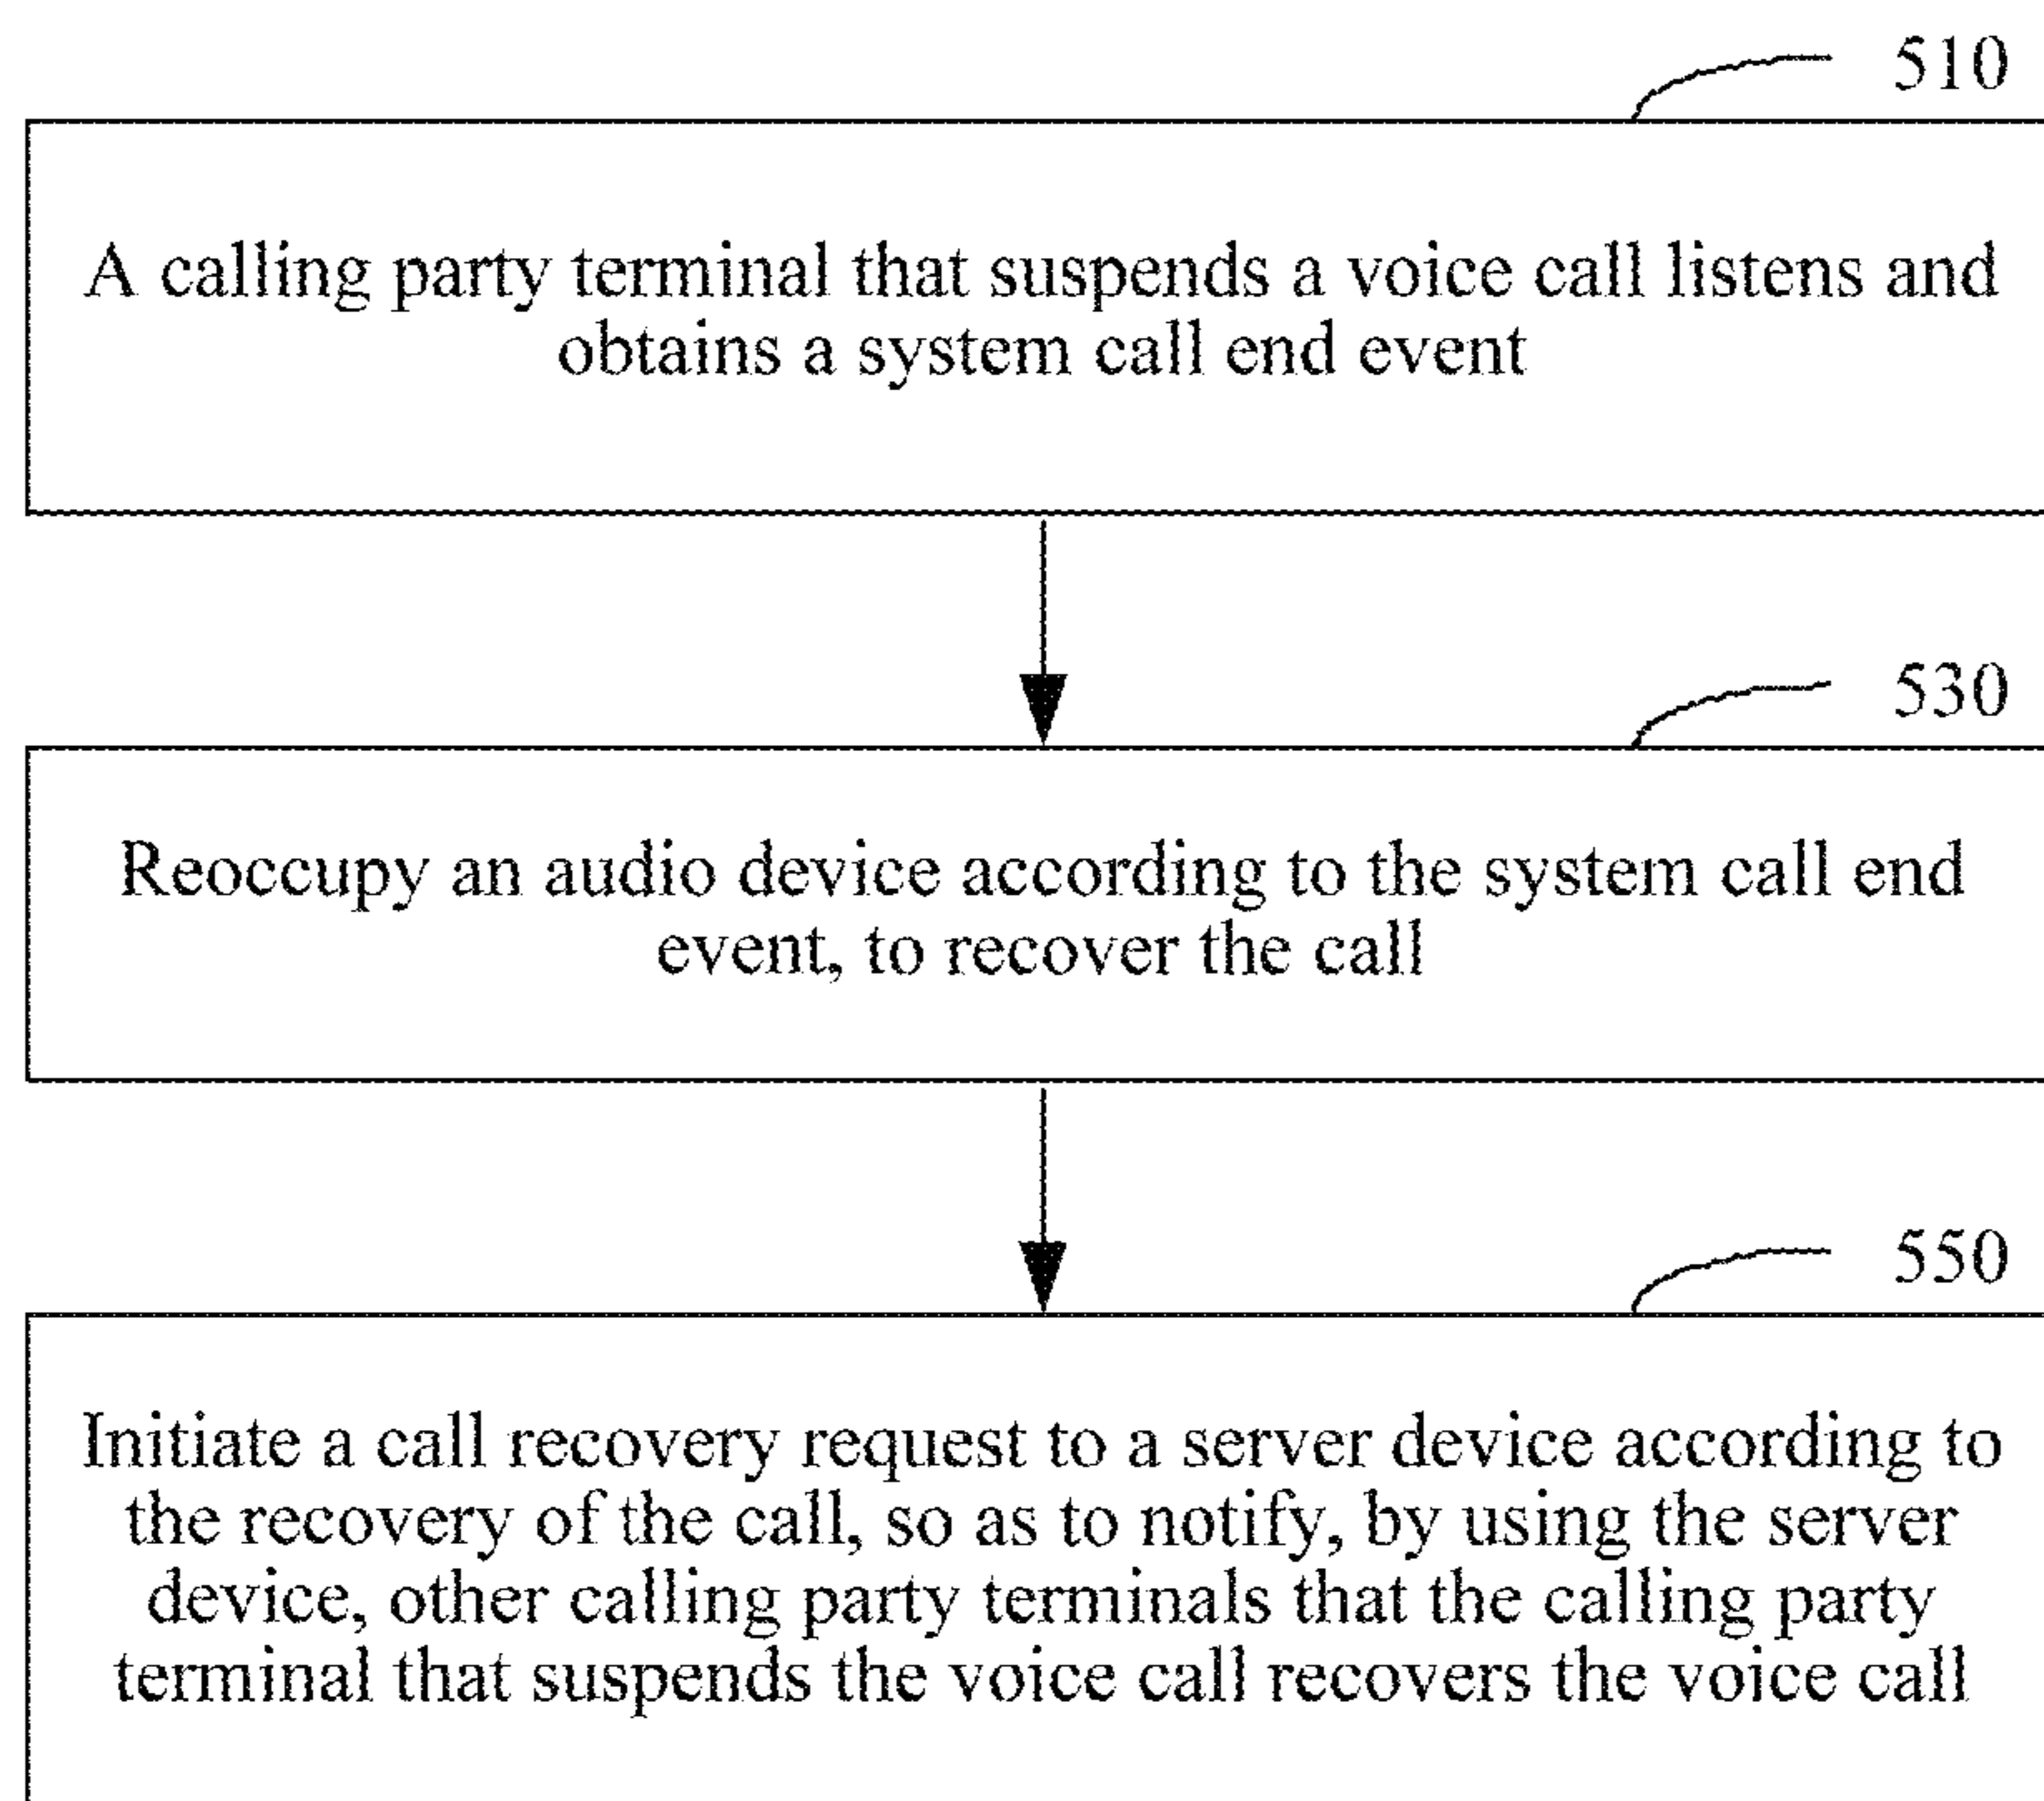 510
A calling party terminal that suspends a voice call listens and
obtains a system call end event
530
Reoccupy an audio device according to the system call end
event, to recover the call
550
Initiate a call recovery request to a server device according to
the recovery of the call, so as to notify, by using the server
device, other calling party terminals that the calling party
terminal that suspends the voice call recovers the voice call